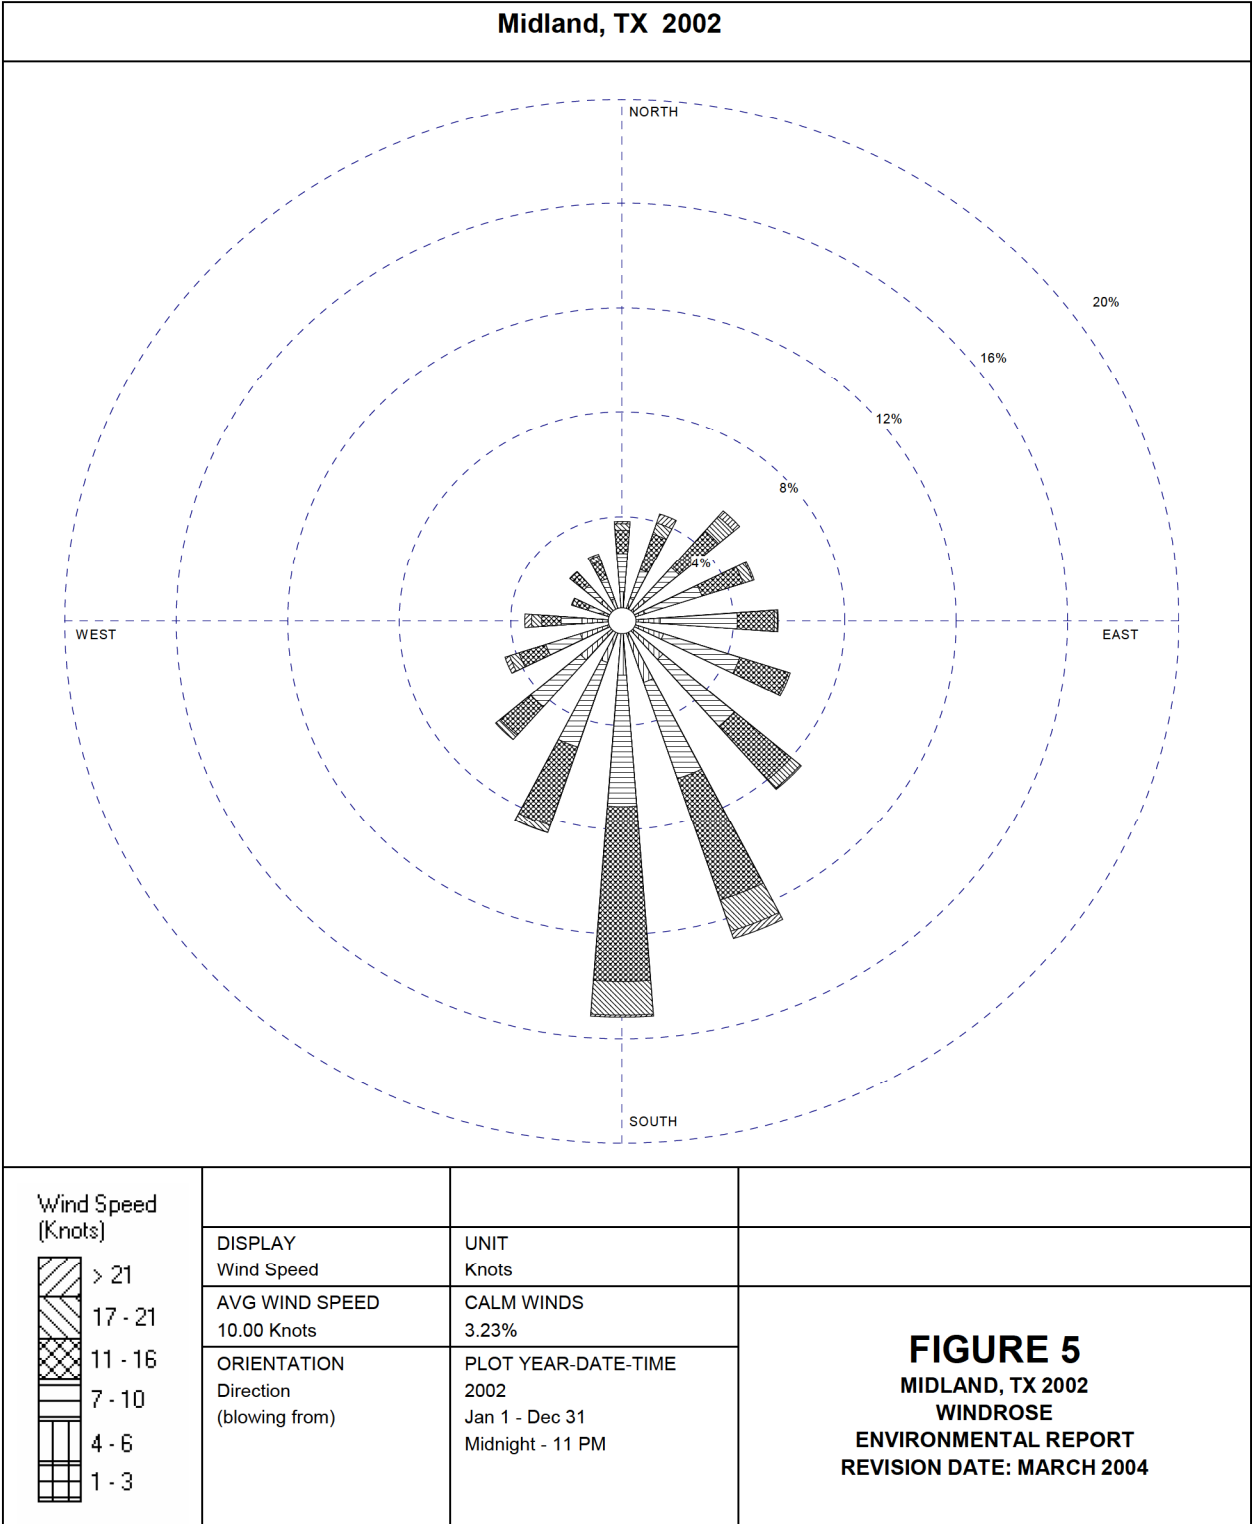 Midland, TX 2002
NORTH
20%
16%
12%
8%
4%
WEST
EAST
SOUTH
Wind Speed
(Knots)
> 21
17 - 21
11 - 16
7 - 10
4 - 6
1 - 3
DISPLAY
Wind Speed
UNIT
Knots
AVG WIND SPEED
10.00 Knots
CALM WINDS
3.23%
ORIENTATION
Direction
(blowing from)
PLOT YEAR-DATE-TIME
2002
Jan 1 - Dec 31
Midnight - 11 PM
FIGURE 5
MIDLAND, TX 2002
WINDROSE
ENVIRONMENTAL REPORT
REVISION DATE: MARCH 2004